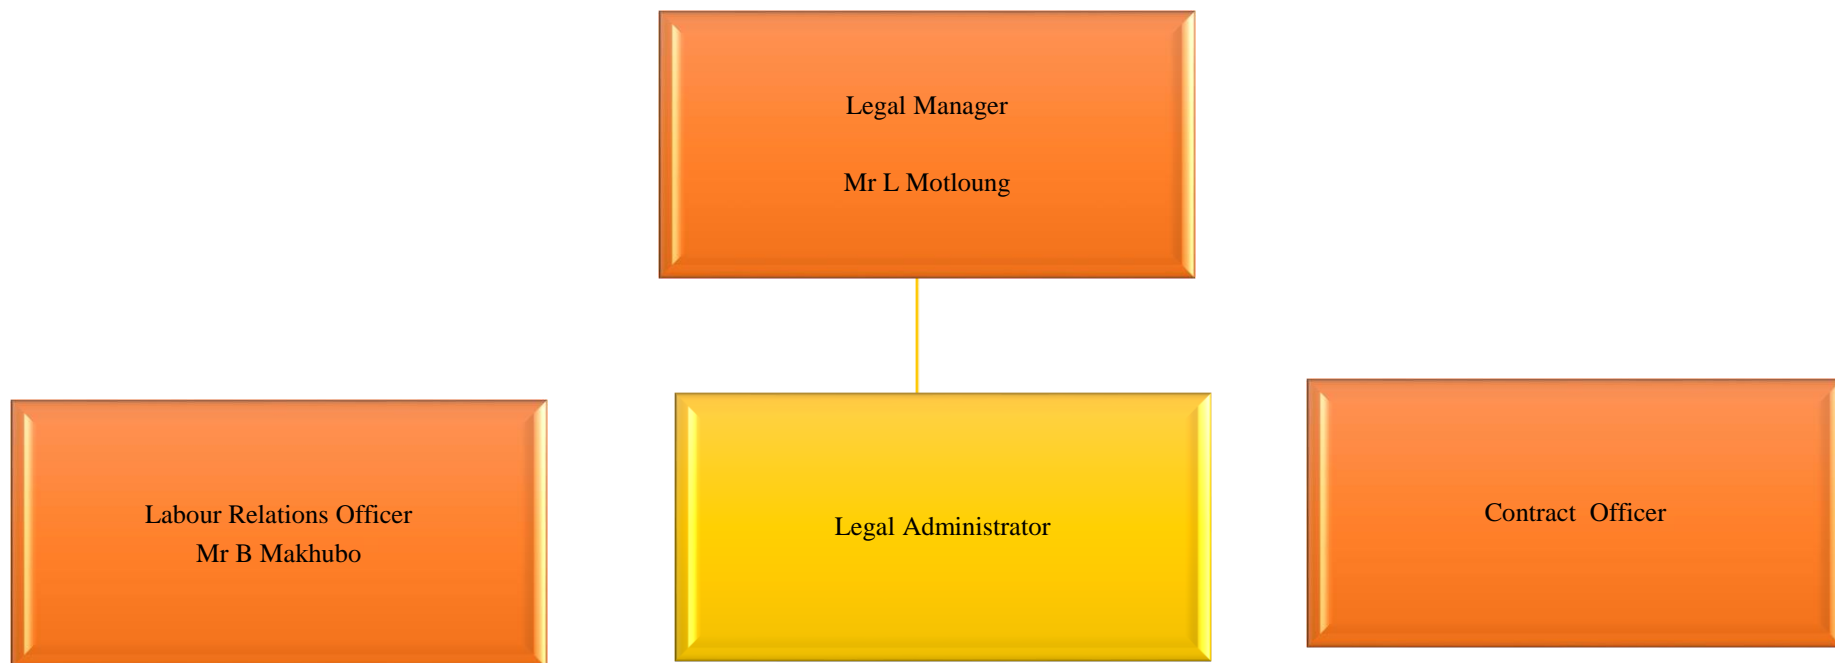 Legal Manager
Mr L Motloung
Labour Relations Officer
Mr B Makhubo
Legal Administrator
Contract  Officer